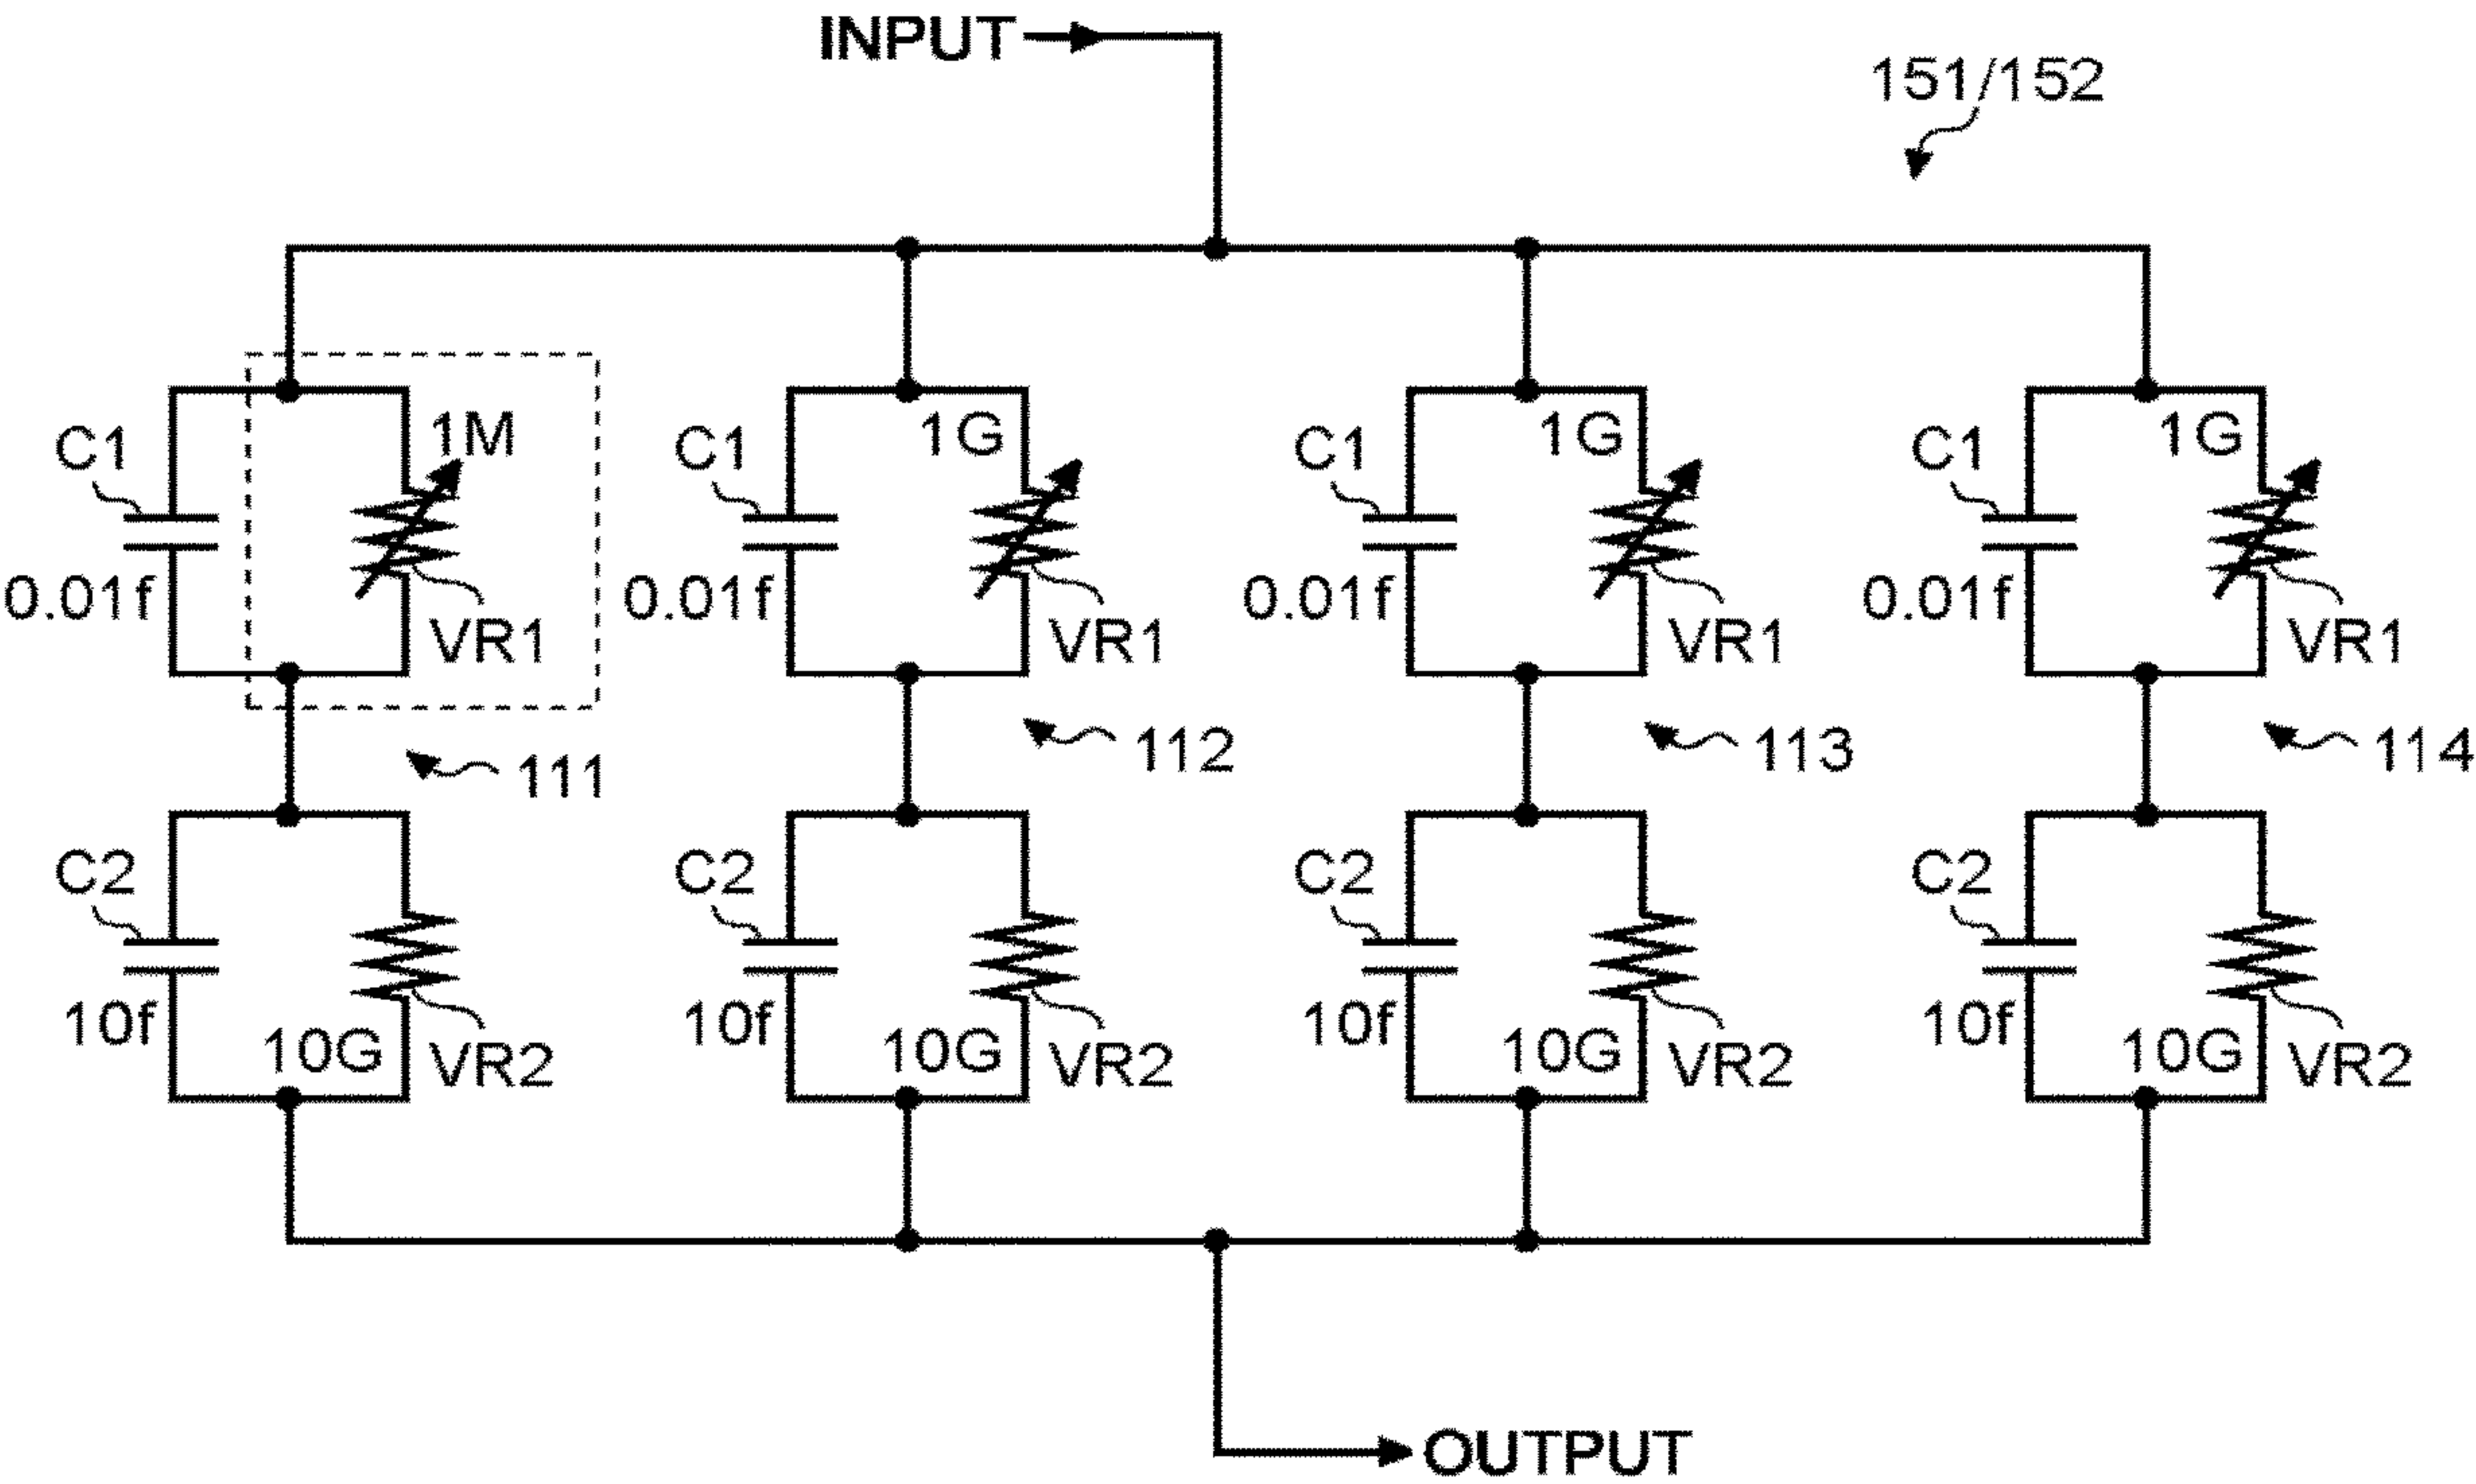 INPUT
151/152
C1 1M C1 1G C1 1G C1 1G
0.01f VR1 0.01f VR1 0.01f VR1 0.01f VR1
111 112 113 114
C2 C2 C2 C2
10f 10G VR2 10f 10G VR2 10f 10G VR2 10f 10G VR2
OUTPUT